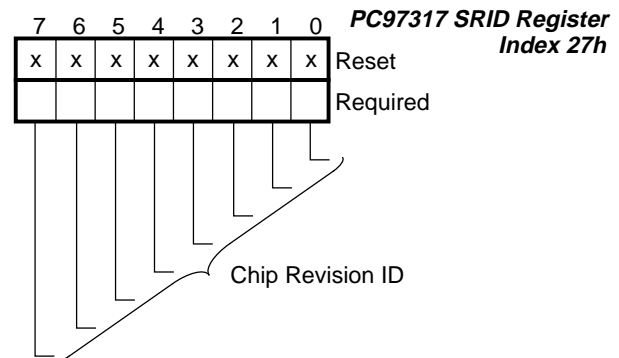 7 6 5 4 3 2 1 0
PC97317 SRID Register
Index 27h
x x x x x x x x Reset
Required
Chip Revision ID